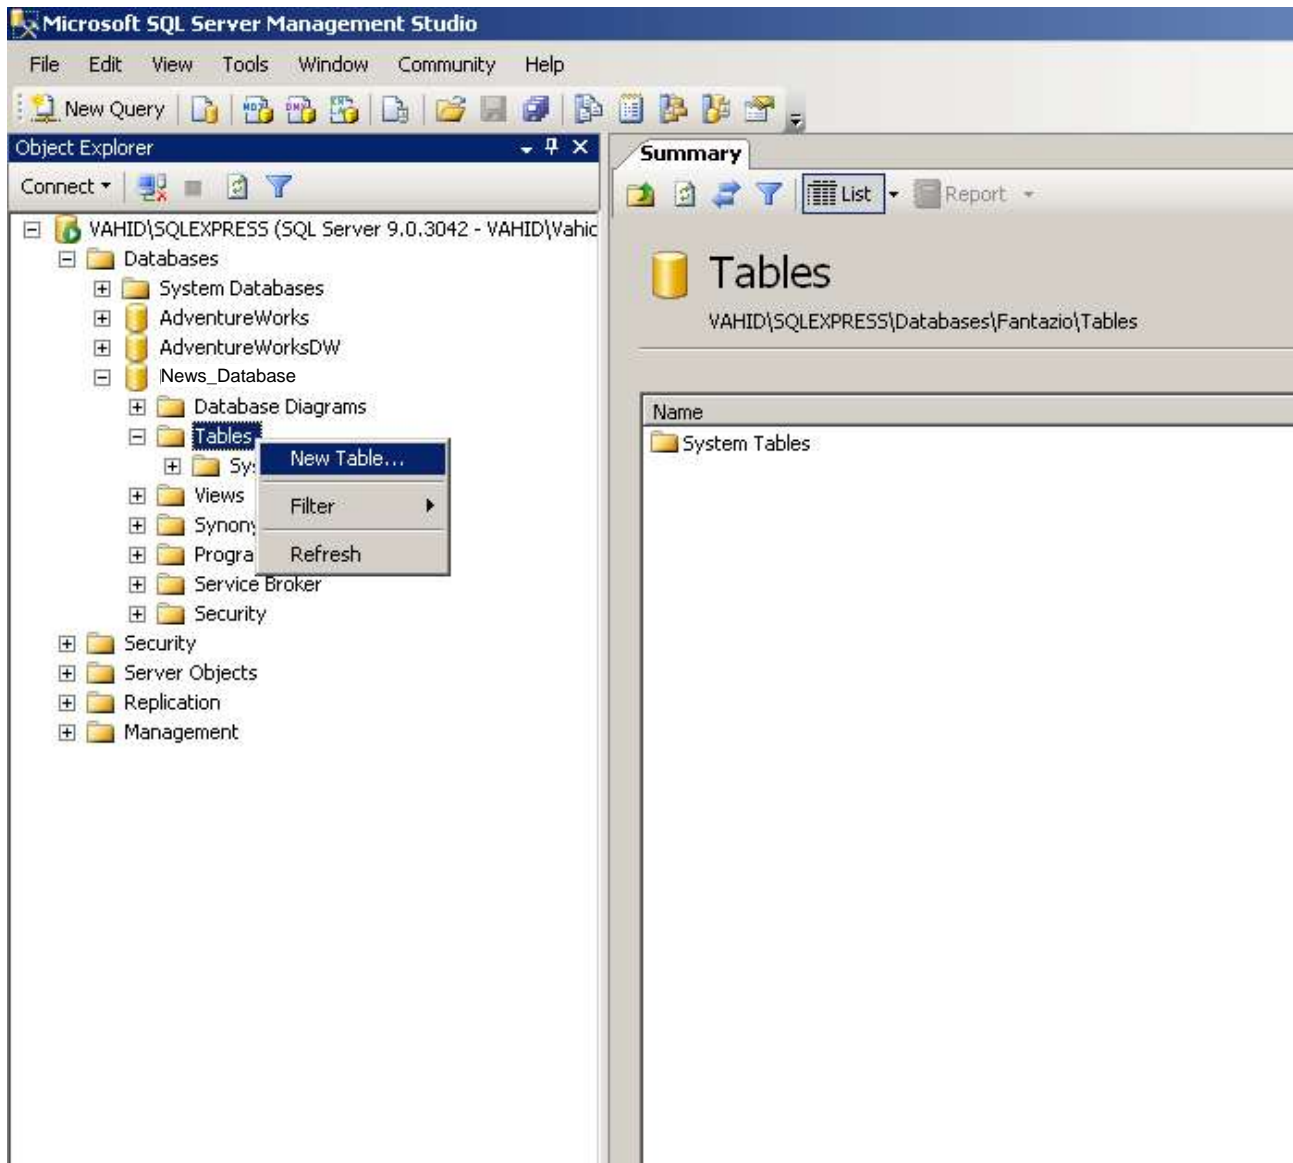 Microsoft SQL Server Management Studio
File Edit View Tools Window Community Help
New Query
Object Explorer
Connect
VAHID\SQLEXPRESS (SQL Server 9.0.3042 - VAHID\Vahic
Databases
System Databases
AdventureWorks
AdventureWorksDW
News_Database
Database Diagrams
Tables
Sys
Views
Synony
Progra
Service Broker
Security
Security
Server Objects
Replication
Management
New Table...
Filter
Refresh
Summary
List Report
Tables
VAHID\SQLEXPRESS\Databases\Fantazio\Tables
Name
System Tables